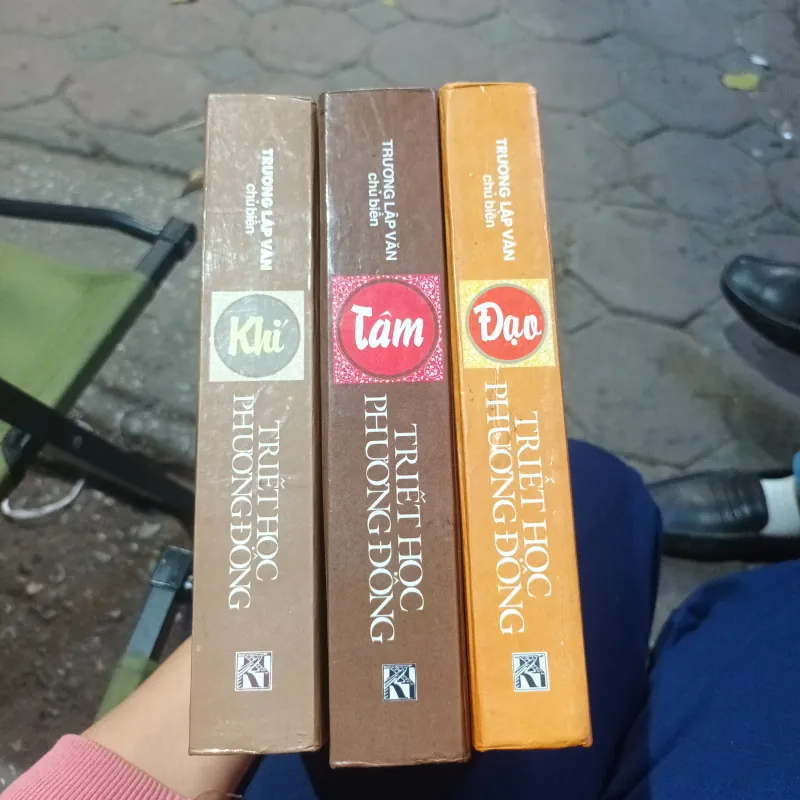 TRƯƠNG LẬP VĂN
chủ biên
Khí
TRIẾT HỌC
PHƯƠNG ĐÔNG
TRƯƠNG LẬP VĂN
chủ biên
Tâm
TRIẾT HỌC
PHƯƠNG ĐÔNG
TRƯƠNG LẬP VĂN
chủ biên
Đạo
TRIẾT HỌC
PHƯƠNG ĐÔNG